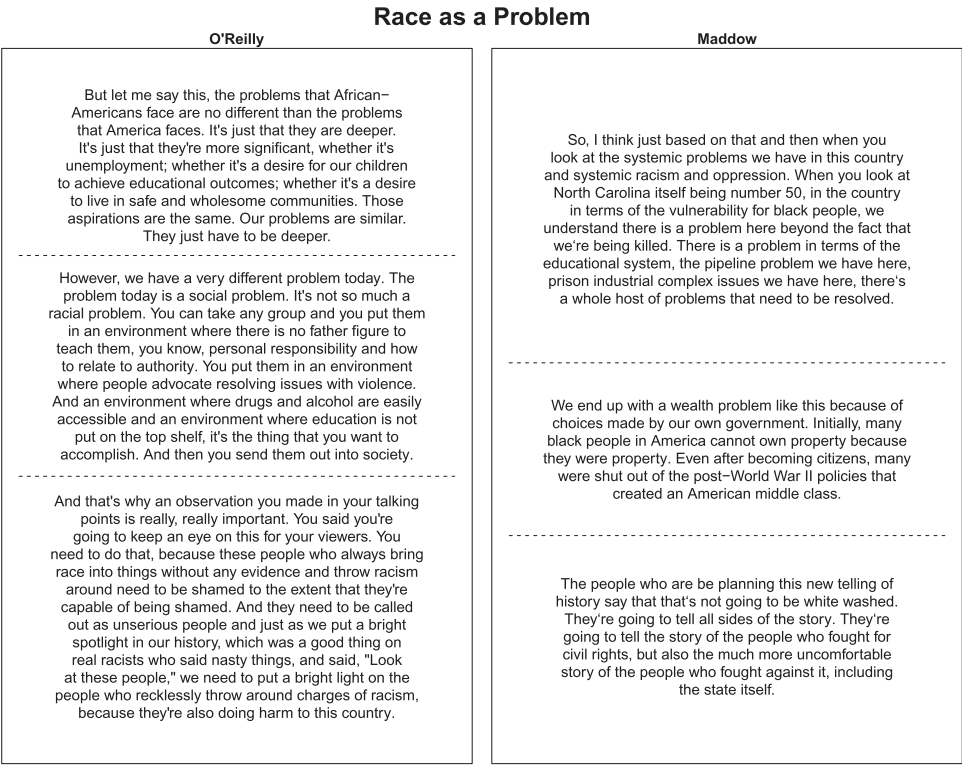 Race as a Problem
O'Reilly
But let me say this, the problems that African−
Americans face are no different than the problems
that America faces. It's just that they are deeper.
It's just that they're more significant, whether it's
unemployment; whether it's a desire for our children
to achieve educational outcomes; whether it's a desire
to live in safe and wholesome communities. Those
aspirations are the same. Our problems are similar.
They just have to be deeper.
However, we have a very different problem today. The
problem today is a social problem. It's not so much a
racial problem. You can take any group and you put them
in an environment where there is no father figure to
teach them, you know, personal responsibility and how
to relate to authority. You put them in an environment
where people advocate resolving issues with violence.
And an environment where drugs and alcohol are easily
accessible and an environment where education is not
put on the top shelf, it's the thing that you want to
accomplish. And then you send them out into society.
And that's why an observation you made in your talking
points is really, really important. You said you're
going to keep an eye on this for your viewers. You
need to do that, because these people who always bring
race into things without any evidence and throw racism
around need to be shamed to the extent that they're
capable of being shamed. And they need to be called
out as unserious people and just as we put a bright
spotlight in our history, which was a good thing on
real racists who said nasty things, and said, "Look
at these people," we need to put a bright light on the
people who recklessly throw around charges of racism,
because they're also doing harm to this country.
Maddow
So, I think just based on that and then when you
look at the systemic problems we have in this country
and systemic racism and oppression. When you look at
North Carolina itself being number 50, in the country
in terms of the vulnerability for black people, we
understand there is a problem here beyond the fact that
we‘re being killed. There is a problem in terms of the
educational system, the pipeline problem we have here,
prison industrial complex issues we have here, there‘s
a whole host of problems that need to be resolved.
We end up with a wealth problem like this because of
choices made by our own government. Initially, many
black people in America cannot own property because
they were property. Even after becoming citizens, many
were shut out of the post−World War II policies that
created an American middle class.
The people who are be planning this new telling of
history say that that‘s not going to be white washed.
They‘re going to tell all sides of the story. They‘re
going to tell the story of the people who fought for
civil rights, but also the much more uncomfortable
story of the people who fought against it, including
the state itself.